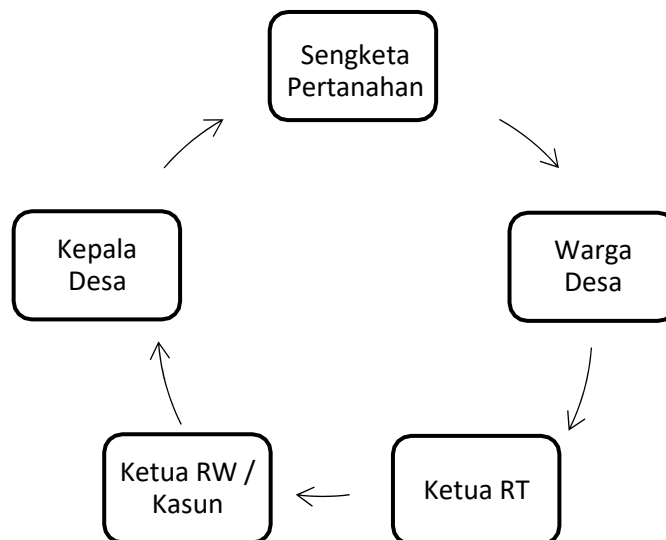 Sengketa
Pertanahan
Warga
Desa
Ketua RT
Ketua RW /
Kasun
Kepala
Desa